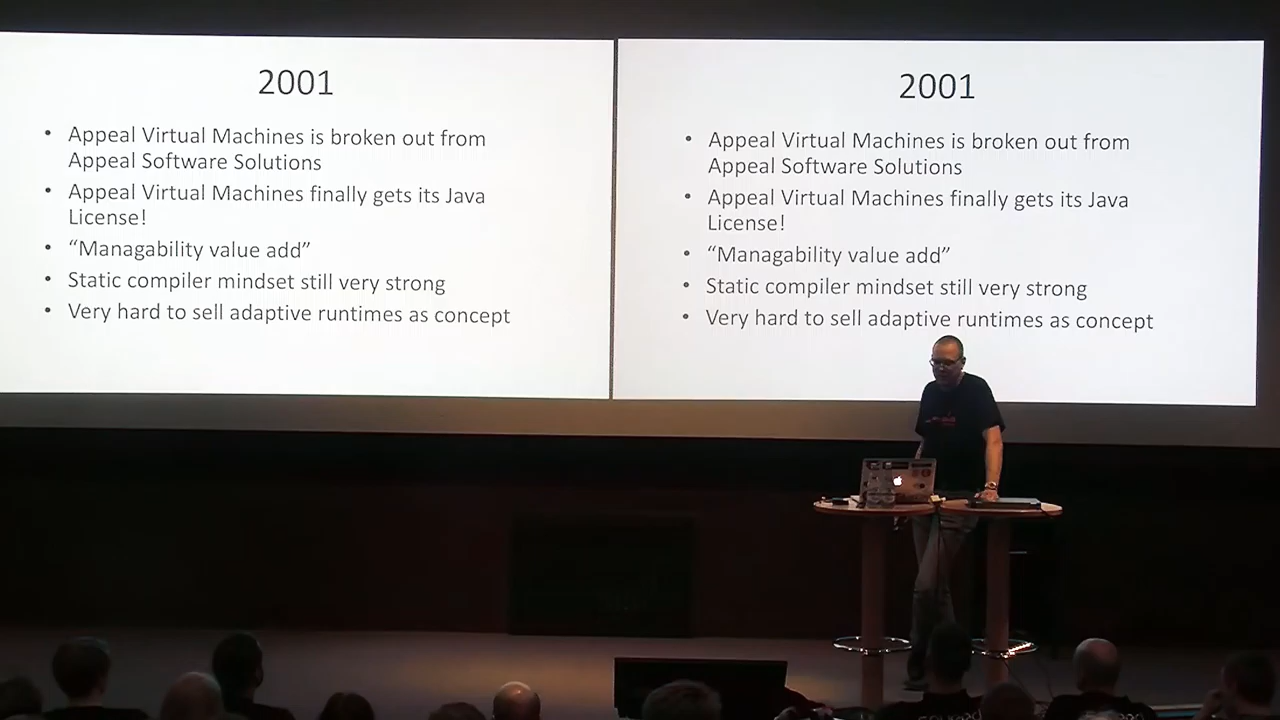 2001
• Appeal Virtual Machines is broken out from
Appeal Software Solutions
• Appeal Virtual Machines finally gets its Java
License!
• “Managability value add”
• Static compiler mindset still very strong
• Very hard to sell adaptive runtimes as concept
2001
• Appeal Virtual Machines is broken out from
Appeal Software Solutions
• Appeal Virtual Machines finally gets its Java
License!
• “Managability value add”
• Static compiler mindset still very strong
• Very hard to sell adaptive runtimes as concept